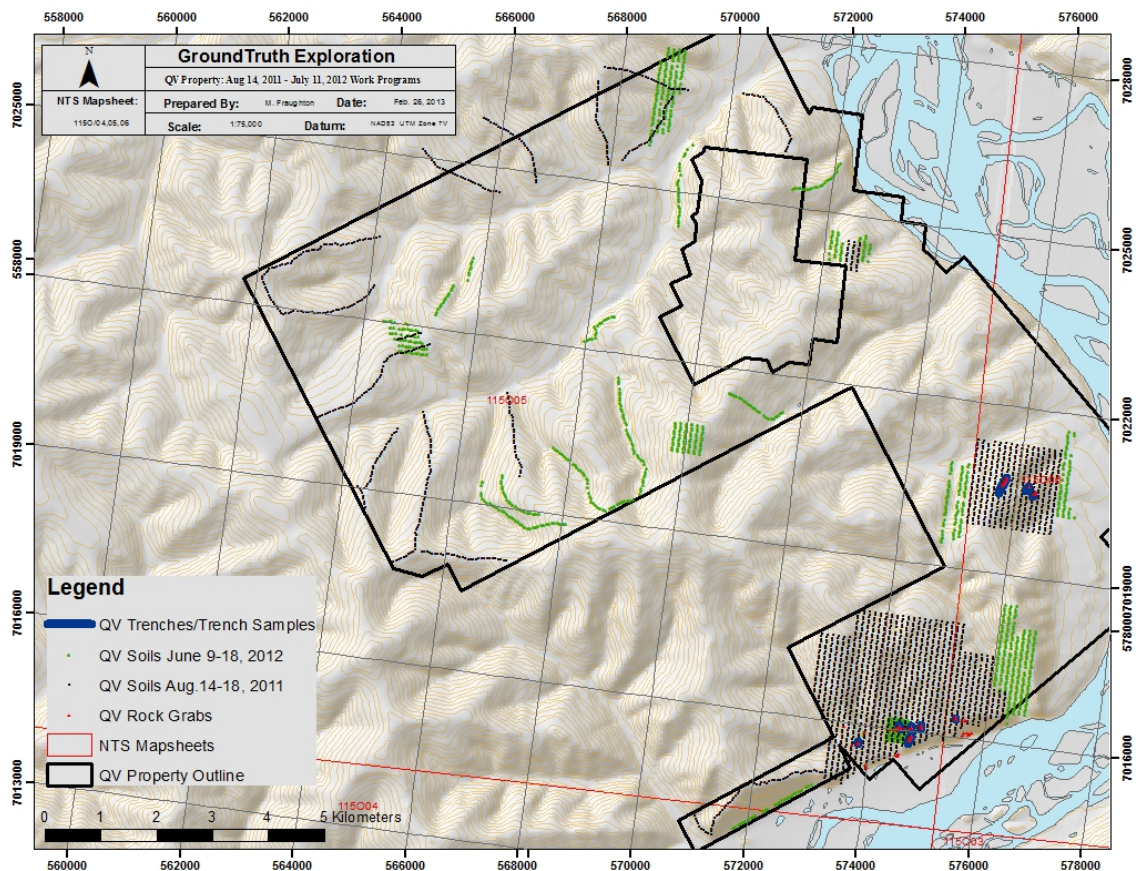 558000 560000 562000 564000 566000 568000 570000 572000 574000 576000
N
NTS Mapsheet:
115O/04,05,06
GroundTruth Exploration
QV Property: Aug 14, 2011 - July 11, 2012 Work Programs
Prepared By: M. Fraughton Date: Feb. 26, 2013
Scale: 1:75,000 Datum: NAD83 UTM Zone 7V
7025000
558000
7019000
7016000
7013000
7028000
7025000
7022000
7019000
578000
7016000
115O05
115O06
115O04
115O03
Legend
QV Trenches/Trench Samples
QV Soils June 9-18, 2012
QV Soils Aug.14-18, 2011
QV Rock Grabs
NTS Mapsheets
QV Property Outline
0 1 2 3 4 5
Kilometers
560000 562000 564000 566000 568000 570000 572000 574000 576000 578000